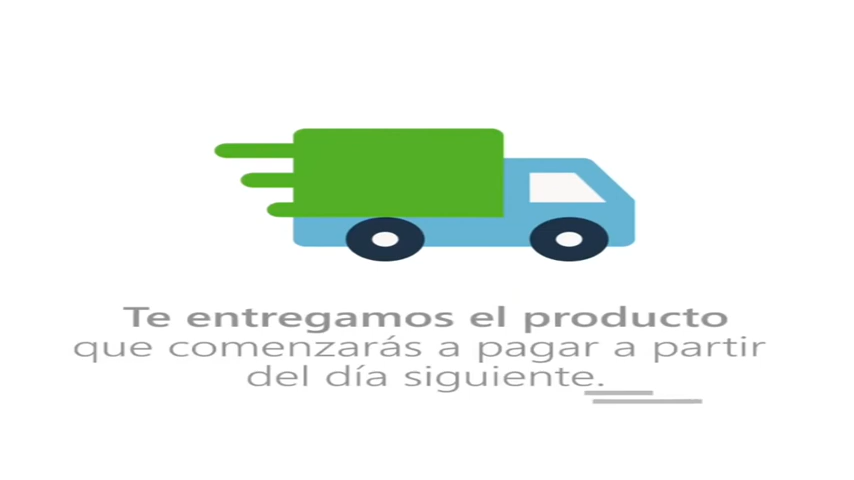 Te entregamos el producto
que comenzarás a pagar a partir
del día siguiente.